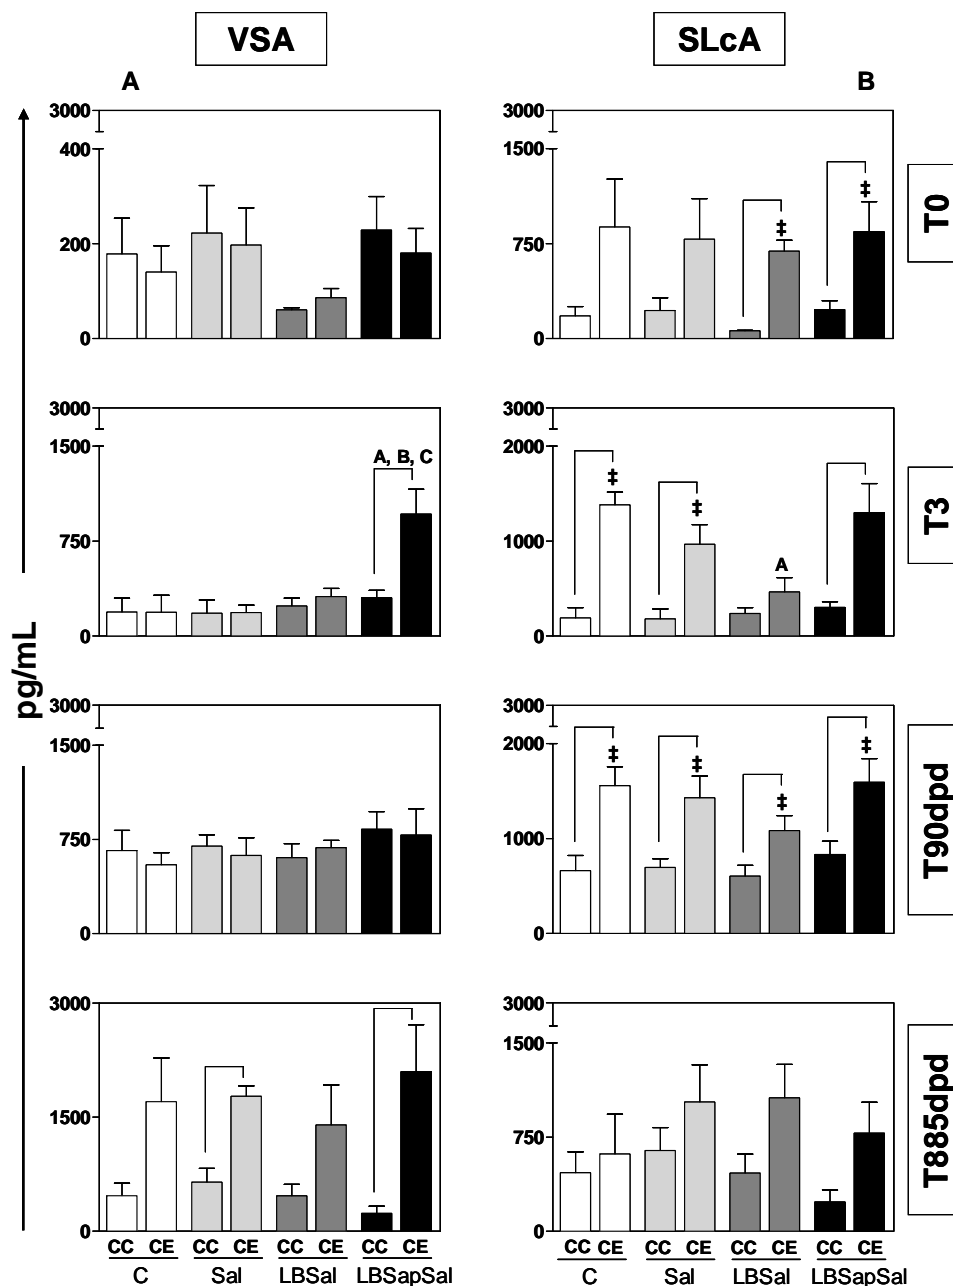 VSA SLcA
A B
3000 3000
400 1500
200 750
0 0
‡ ‡
T0
3000 3000
1500 2000
750 1000
0 0
A, B, C
‡ ‡ A
T3
pg/mL
3000 3000
1500 2000
750 1000
0 0
‡ ‡ ‡ ‡
T90dpd
3000 3000
1500 1500
750
0 0
T885dpd
CC CE CC CE CC CE CC CE CC CE CC CE CC CE CC CE
C Sal LBSal LBSapSal C Sal LBSal LBSapSal